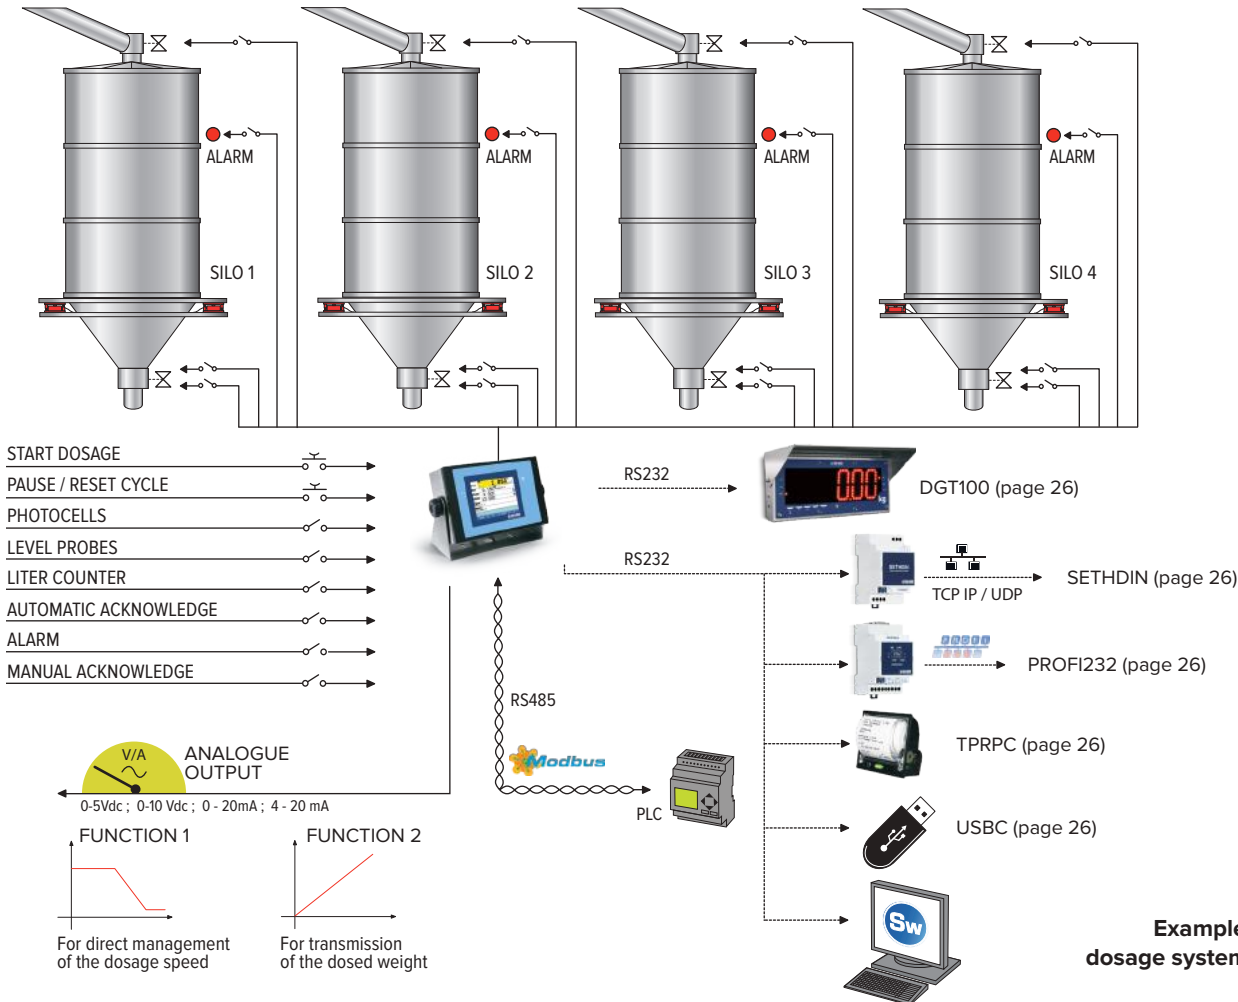 ALARM
ALARM
ALARM
ALARM
SILO 1
SILO 2
SILO 3
SILO 4
START DOSAGE
PAUSE / RESET CYCLE
PHOTOCELLS
LEVEL PROBES
LITER COUNTER
AUTOMATIC ACKNOWLEDGE
ALARM
MANUAL ACKNOWLEDGE
RS232
0.00
kg
DGT100 (page 26)
RS232
TCP IP / UDP
SETHDIN (page 26)
PROFI232 (page 26)
RS485
Modbus
PLC
TPRPC (page 26)
USBC (page 26)
V/A
ANALOGUE
OUTPUT
0-5Vdc ; 0-10 Vdc ; 0 - 20mA ; 4 - 20 mA
FUNCTION 1
For direct management
of the dosage speed
FUNCTION 2
For transmission
of the dosed weight
Sw
Example
dosage system